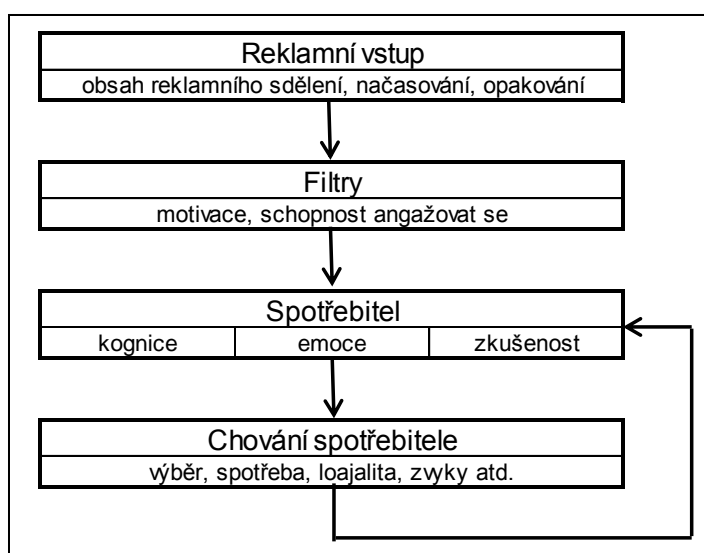 Reklamní vstup
obsah reklamního sdělení, načasování, opakování
Filtry
motivace, schopnost angažovat se
Spotřebitel
kognice emoce zkušenost
Chování spotřebitele
výběr, spotřeba, loajalita, zvyky atd.